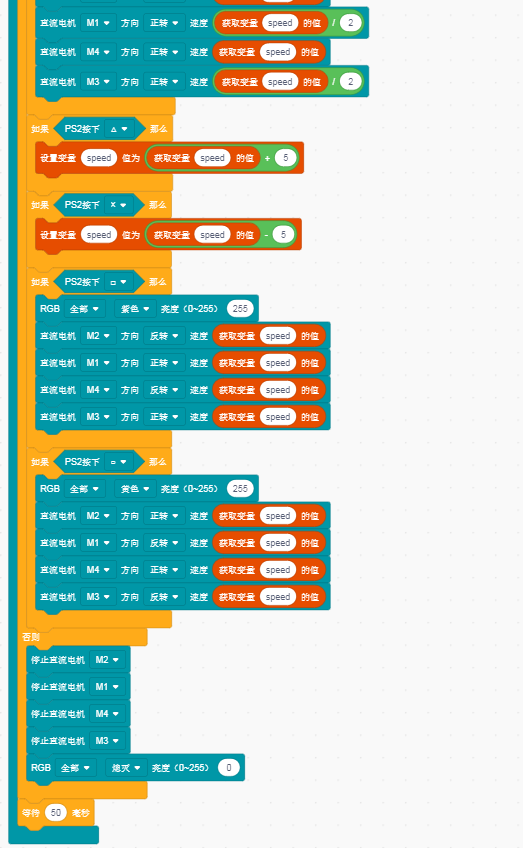 直流电机 M1 方向 正转 速度 获取变量 speed 的值 / 2
直流电机 M4 方向 正转 速度 获取变量 speed 的值
直流电机 M3 方向 正转 速度 获取变量 speed 的值 / 2
如果 PS2按下 △ 那么
设置变量 speed 值为 获取变量 speed 的值 + 5
如果 PS2按下 × 那么
设置变量 speed 值为 获取变量 speed 的值 - 5
如果 PS2按下 □ 那么
RGB 全部 紫色 亮度（0~255） 255
直流电机 M2 方向 反转 速度 获取变量 speed 的值
直流电机 M1 方向 正转 速度 获取变量 speed 的值
直流电机 M4 方向 反转 速度 获取变量 speed 的值
直流电机 M3 方向 正转 速度 获取变量 speed 的值
如果 PS2按下 ○ 那么
RGB 全部 黄色 亮度（0~255） 255
直流电机 M2 方向 正转 速度 获取变量 speed 的值
直流电机 M1 方向 反转 速度 获取变量 speed 的值
直流电机 M4 方向 正转 速度 获取变量 speed 的值
直流电机 M3 方向 反转 速度 获取变量 speed 的值
否则
停止直流电机 M2
停止直流电机 M1
停止直流电机 M4
停止直流电机 M3
RGB 全部 熄灭 亮度（0~255） 0
等待 50 毫秒